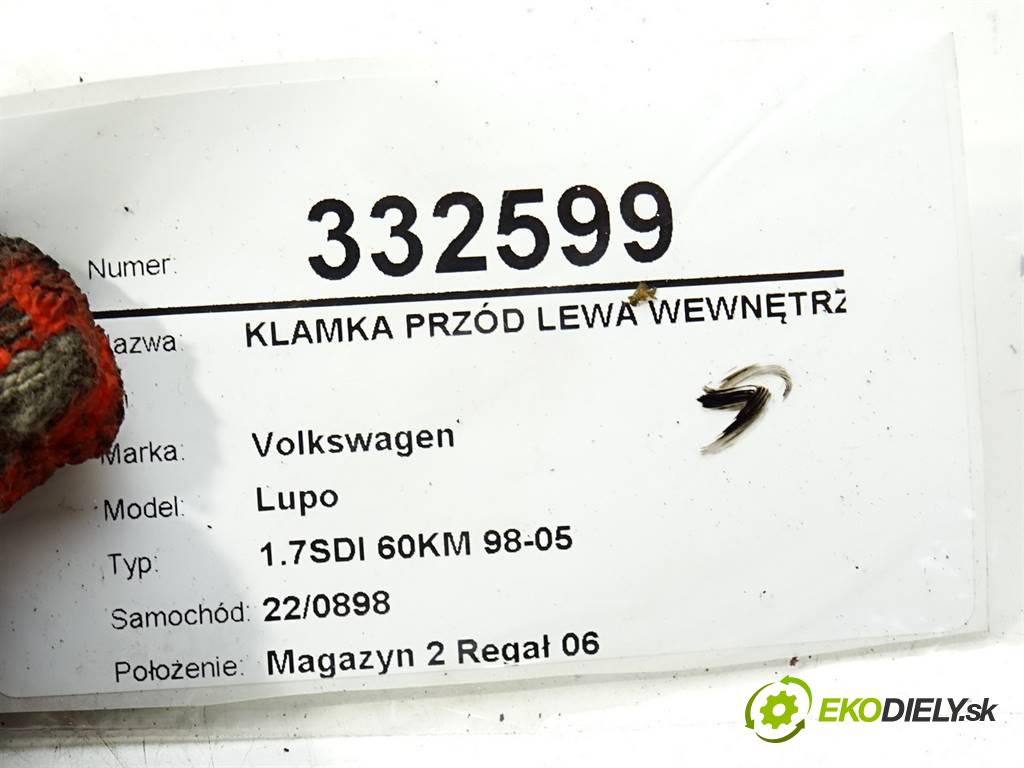 Numer: 332599
Nazwa: KLAMKA PRZÓD LEWA WEWNĘTRZ
Marka: Volkswagen
Model: Lupo
Typ: 1.7SDI 60KM 98-05
Samochód: 22/0898
Położenie: Magazyn 2 Regał 06
EKODIELY.sk